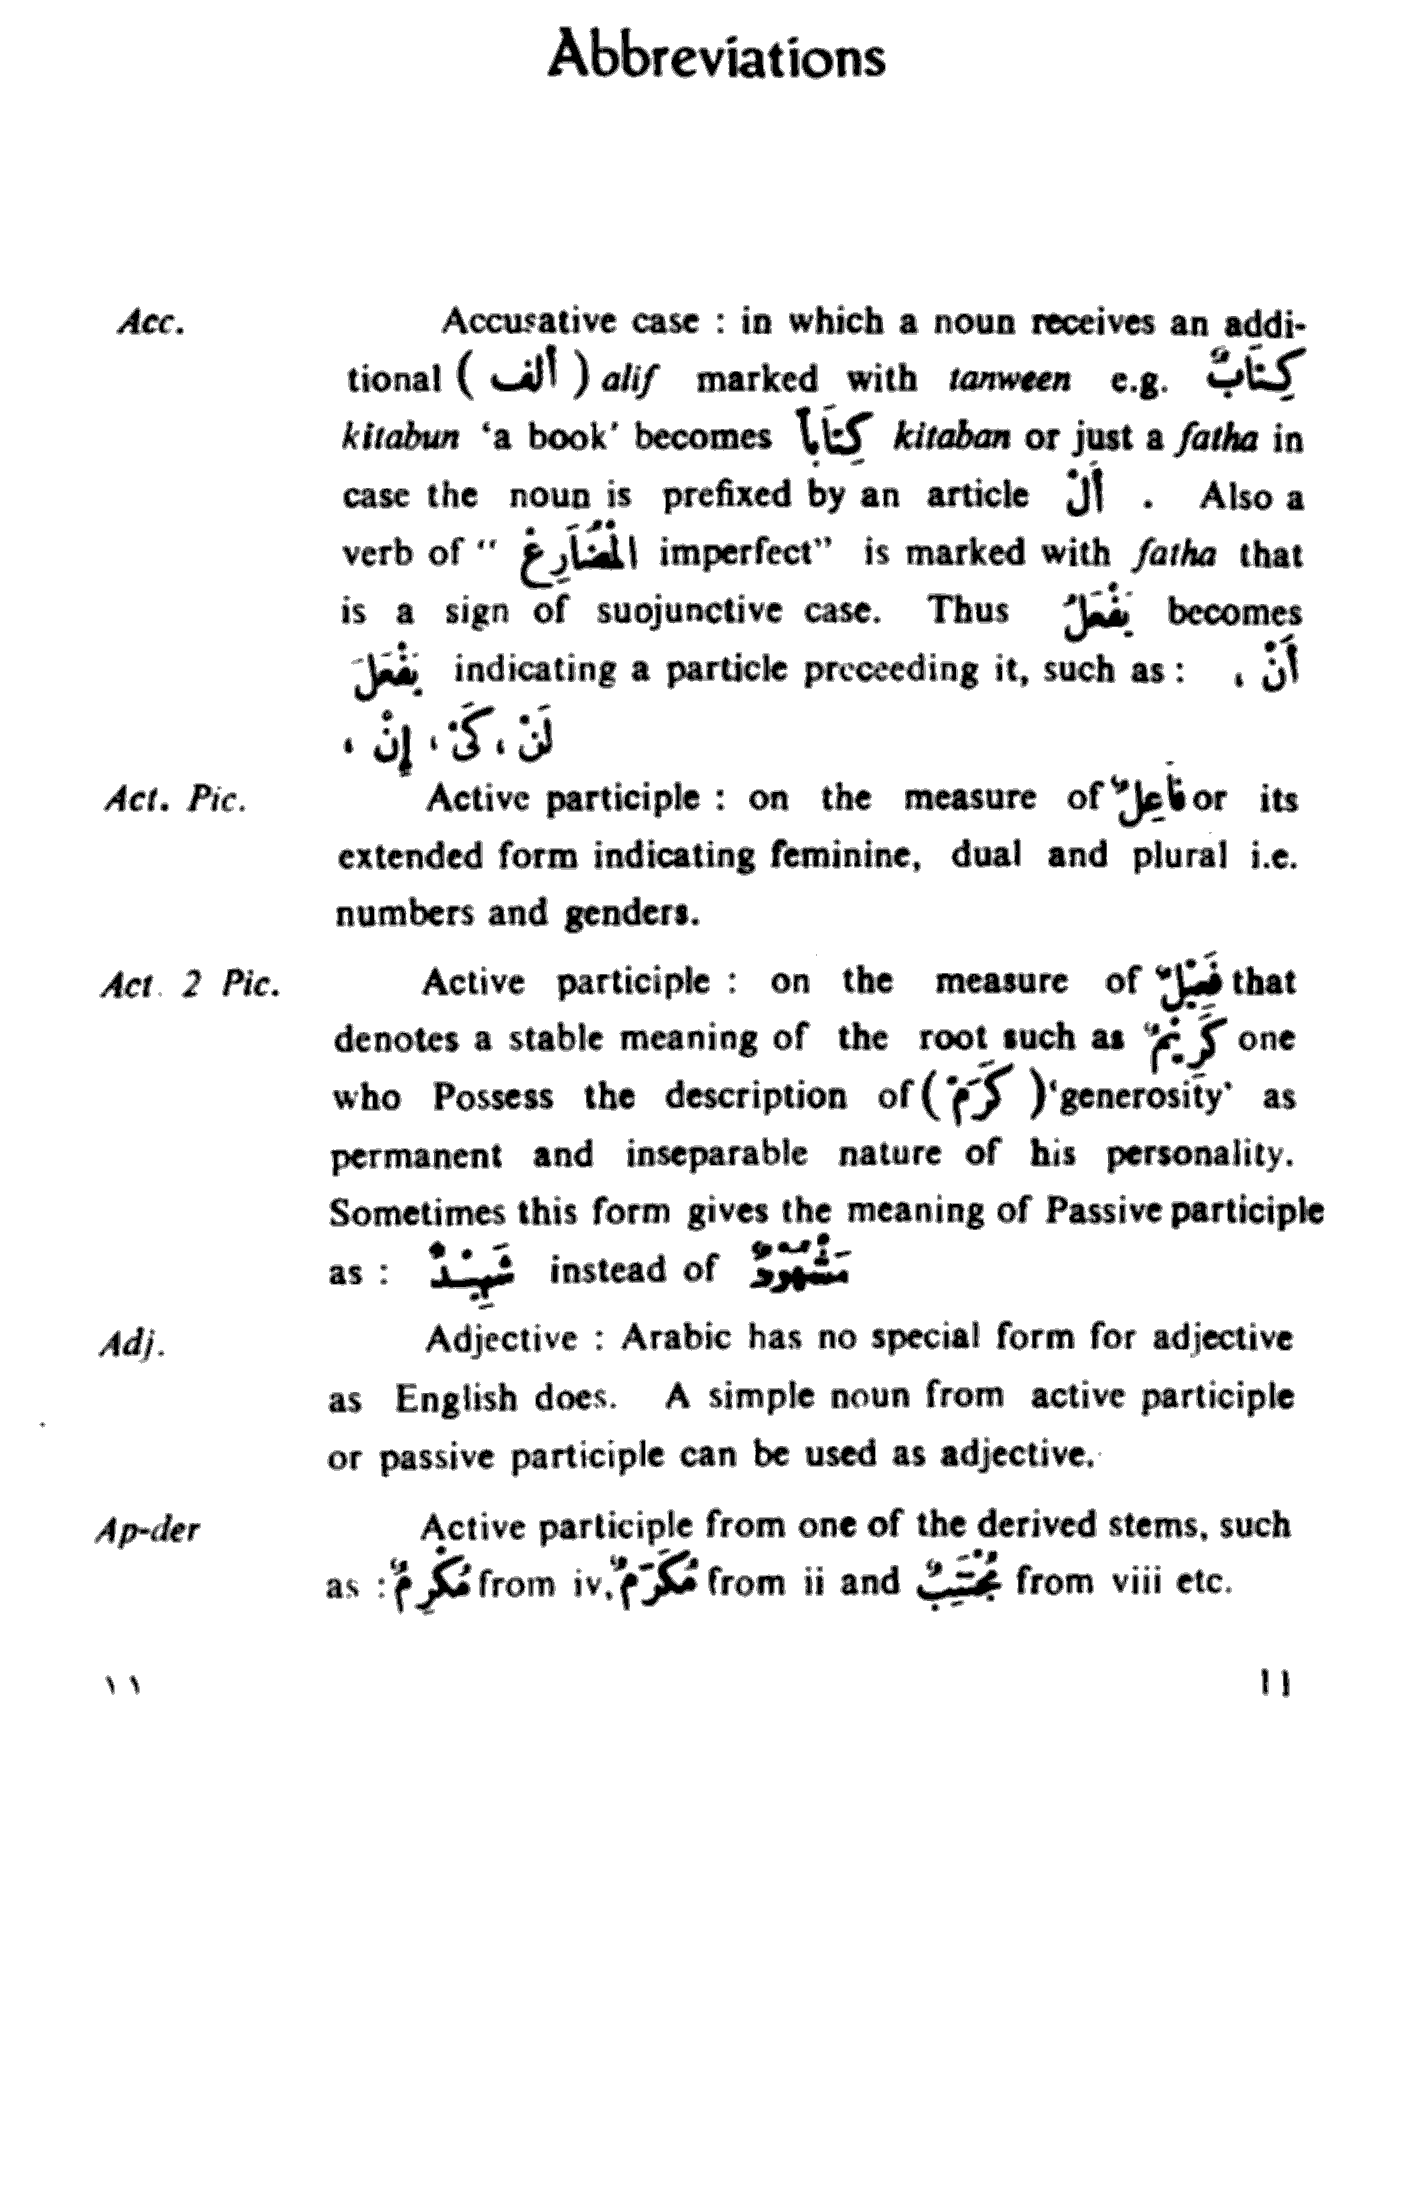 Abbreviations
Acc. Accusative case : in which a noun receives an addi-
tional ( ألف ) alif marked with tanween e.g. كِتَابٌ
kitabun ‘a book’ becomes كِتَاباً kitaban or just a fatha in
case the noun is prefixed by an article أَلْ . Also a
verb of “ المُضَارِعْ imperfect” is marked with fatha that
is a sign of suojunctive case. Thus يَفْعَلُ becomes
يَفْعَلَ indicating a particle preceeding it, such as : أَنْ ،
لَنْ ، كَىْ ، إِنْ ،
Act. Pic. Active participle : on the measure of فَاعِلٌ or its
extended form indicating feminine, dual and plural i.e.
numbers and genders.
Act. 2 Pic. Active participle : on the measure of فَعِيْلٌ that
denotes a stable meaning of the root such as كَرِيْمٌ one
who Possess the description of ( كَرَمْ ) ‘generosity’ as
permanent and inseparable nature of his personality.
Sometimes this form gives the meaning of Passive participle
as : شَهِيْدٌ instead of مَشْهُودٌ
Adj. Adjective : Arabic has no special form for adjective
as English does. A simple noun from active participle
or passive participle can be used as adjective.
Ap-der Active participle from one of the derived stems, such
as : مُكْرِمٌ from iv, مُكَرَّمٌ from ii and مُجْتَنِبٌ from viii etc.
١١ 11